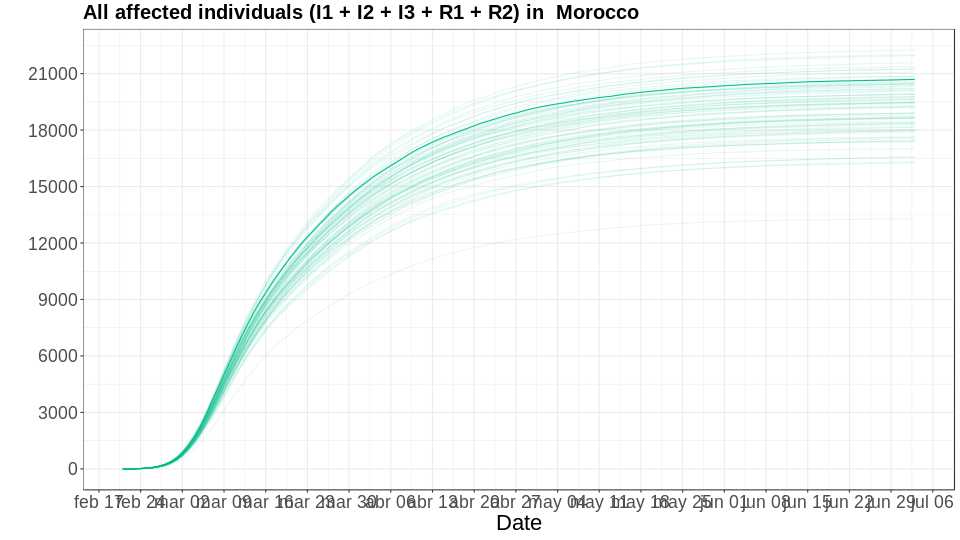 All affected individuals (I1 + I2 + I3 + R1 + R2) in  Morocco
21000
18000
15000
12000
9000
6000
3000
0
feb 17 feb 24 mar 02 mar 09 mar 16 mar 23 mar 30 abr 06 abr 13 abr 20 abr 27 may 04 may 11 may 18 may 25 jun 01 jun 08 jun 15 jun 22 jun 29 jul 06
Date